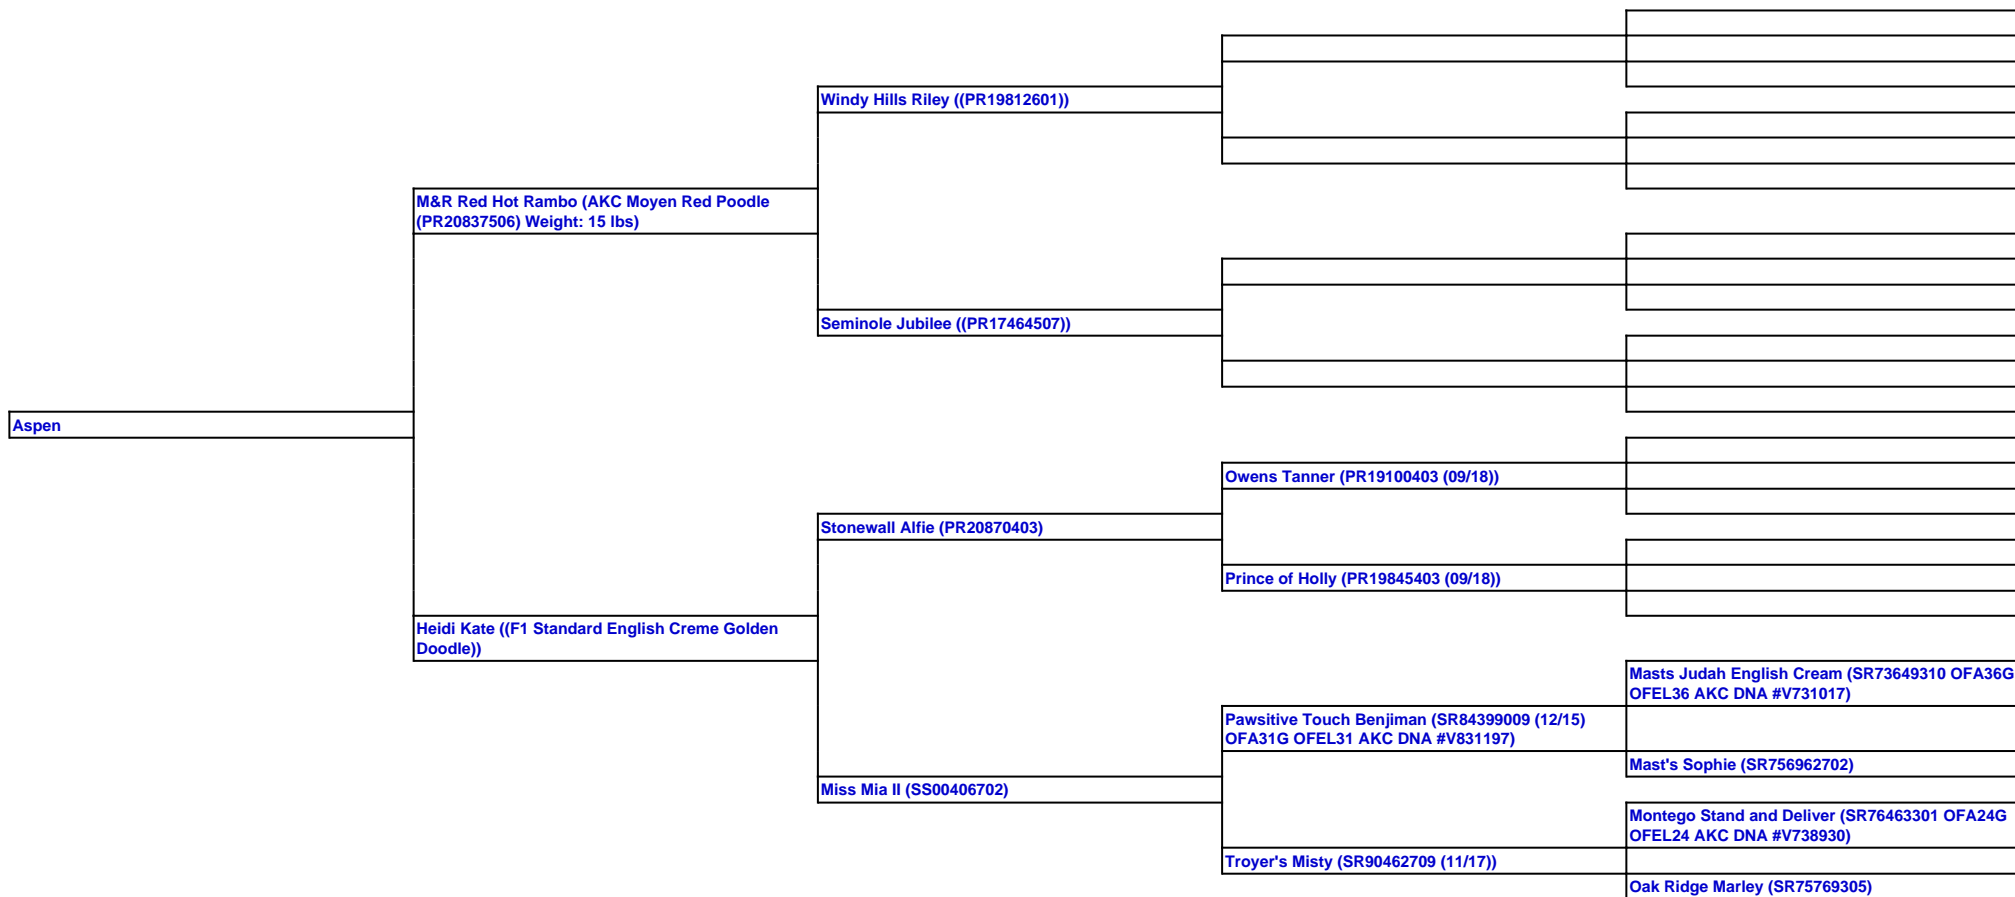 Windy Hills Riley ((PR19812601))
M&R Red Hot Rambo (AKC Moyen Red Poodle
(PR20837506) Weight: 15 lbs)
Seminole Jubilee ((PR17464507))
Aspen
Owens Tanner (PR19100403 (09/18))
Stonewall Alfie (PR20870403)
Prince of Holly (PR19845403 (09/18))
Heidi Kate ((F1 Standard English Creme Golden
Doodle))
Masts Judah English Cream (SR73649310 OFA36G
OFEL36 AKC DNA #V731017)
Pawsitive Touch Benjiman (SR84399009 (12/15)
OFA31G OFEL31 AKC DNA #V831197)
Mast's Sophie (SR756962702)
Miss Mia II (SS00406702)
Montego Stand and Deliver (SR76463301 OFA24G
OFEL24 AKC DNA #V738930)
Troyer's Misty (SR90462709 (11/17))
Oak Ridge Marley (SR75769305)